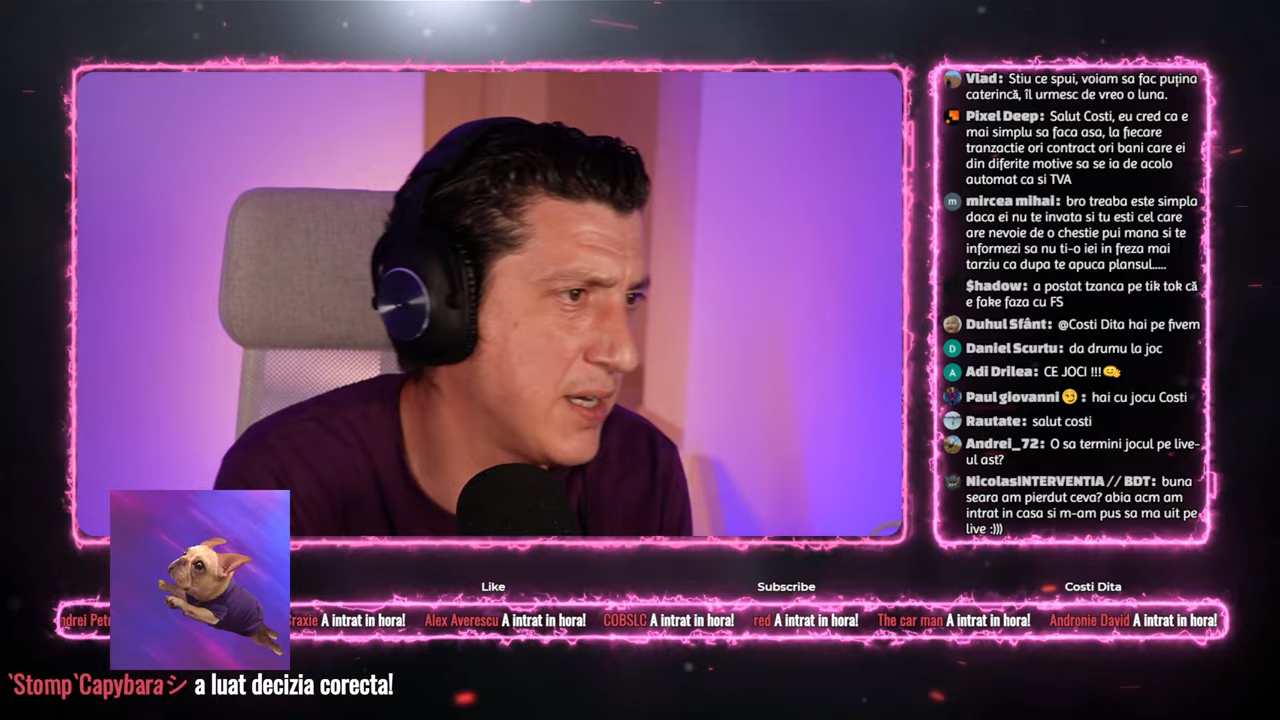 Vlad: Stiu ce spui, voiam sa fac puțina
caterincă, îl urmesc de vreo o luna.
Pixel Deep: Salut Costi, eu cred ca e
mai simplu sa faca asa, la fiecare
tranzactie ori contract ori bani care ei
din diferite motive sa se ia de acolo
automat ca si TVA
m mircea mihai: bro treaba este simpla
daca ei nu te invata si tu esti cel care
are nevoie de o chestie pui mana si te
informezi sa nu ti-o iei in freza mai
tarziu ca dupa te apuca plansul.....
$hadow: a postat tzanca pe tik tok că
e fake faza cu FS
Duhul Sfânt: @Costi Dita hai pe fivem
D Daniel Scurtu: da drumu la joc
A Adi Drilea: CE JOCI !!!
Paul giovanni 😏: hai cu jocu Costi
Rautate: salut costi
Andrei_72: O sa termini jocul pe live-
ul ast?
NicolasINTERVENTIA // BDT: buna
seara am pierdut ceva? abia acm am
intrat in casa si m-am pus sa ma uit pe
live :)))
Like Subscribe Costi Dita
A intrat in hora! Alex Averescu A intrat in hora! COBSLC A intrat in hora! red A intrat in hora! The car man A intrat in hora! Andronie David A intrat in hora!
`Stomp`Capybaraシ a luat decizia corecta!